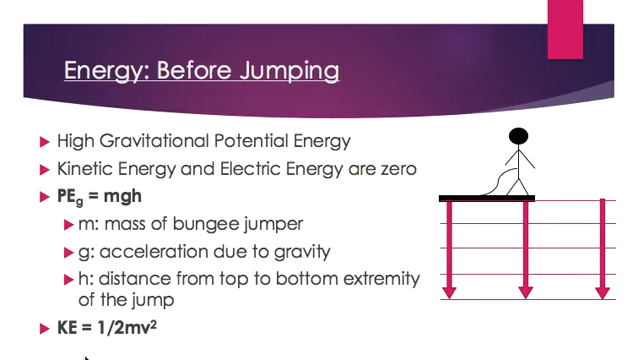 Energy: Before Jumping
High Gravitational Potential Energy
Kinetic Energy and Electric Energy are zero
PEg = mgh
m: mass of bungee jumper
g: acceleration due to gravity
h: distance from top to bottom extremity
of the jump
KE = 1/2mv²